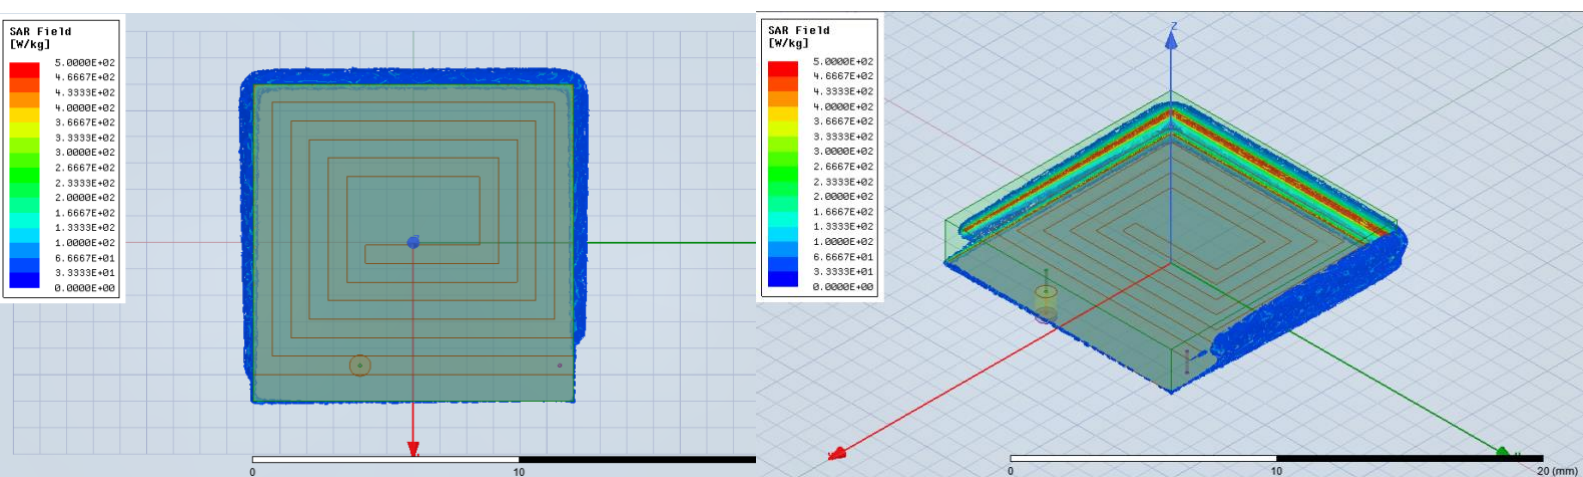 SAR Field
[W/kg]
5.0000E+02
4.6667E+02
4.3333E+02
4.0000E+02
3.6667E+02
3.3333E+02
3.0000E+02
2.6667E+02
2.3333E+02
2.0000E+02
1.6667E+02
1.3333E+02
1.0000E+02
6.6667E+01
3.3333E+01
0.0000E+00
0
10
SAR Field
[W/kg]
5.0000E+02
4.6667E+02
4.3333E+02
4.0000E+02
3.6667E+02
3.3333E+02
3.0000E+02
2.6667E+02
2.3333E+02
2.0000E+02
1.6667E+02
1.3333E+02
1.0000E+02
6.6667E+01
3.3333E+01
0.0000E+00
Z
0
10
20 (mm)